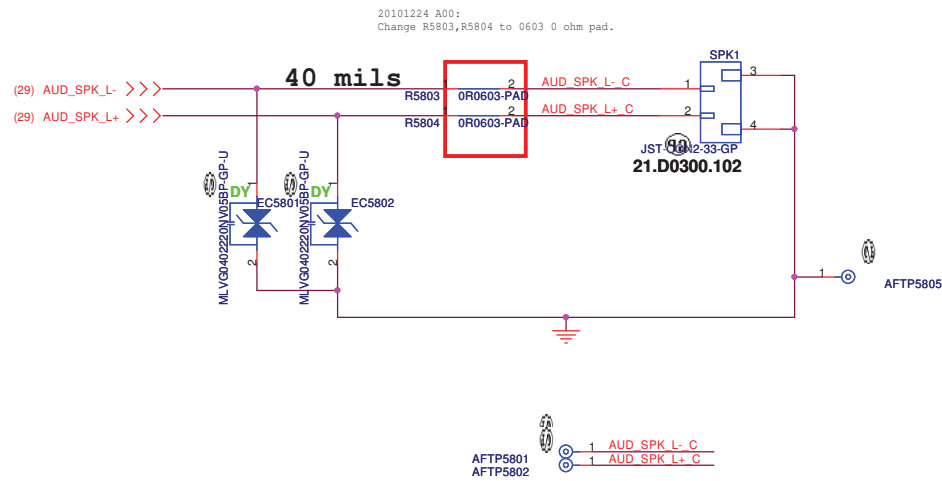 20101224 A00:
Change R5803,R5804 to 0603 0 ohm pad.
SPK1
(29) AUD_SPK_L-
40 mils
1 2
AUD_SPK_L-_C
1
3
R5803
0R0603-PAD
(29) AUD_SPK_L+
1 2
AUD_SPK_L+_C
2
4
R5804
0R0603-PAD
21.D0300.102
MLVG0402220NV05BP-GP-U
DY
1
EC5801
2
MLVG0402220NV05BP-GP-U
DY
1
EC5802
2
1
AFTP5805
AFTP5801
1
AUD_SPK_L-_C
AFTP5802
1
AUD_SPK_L+_C